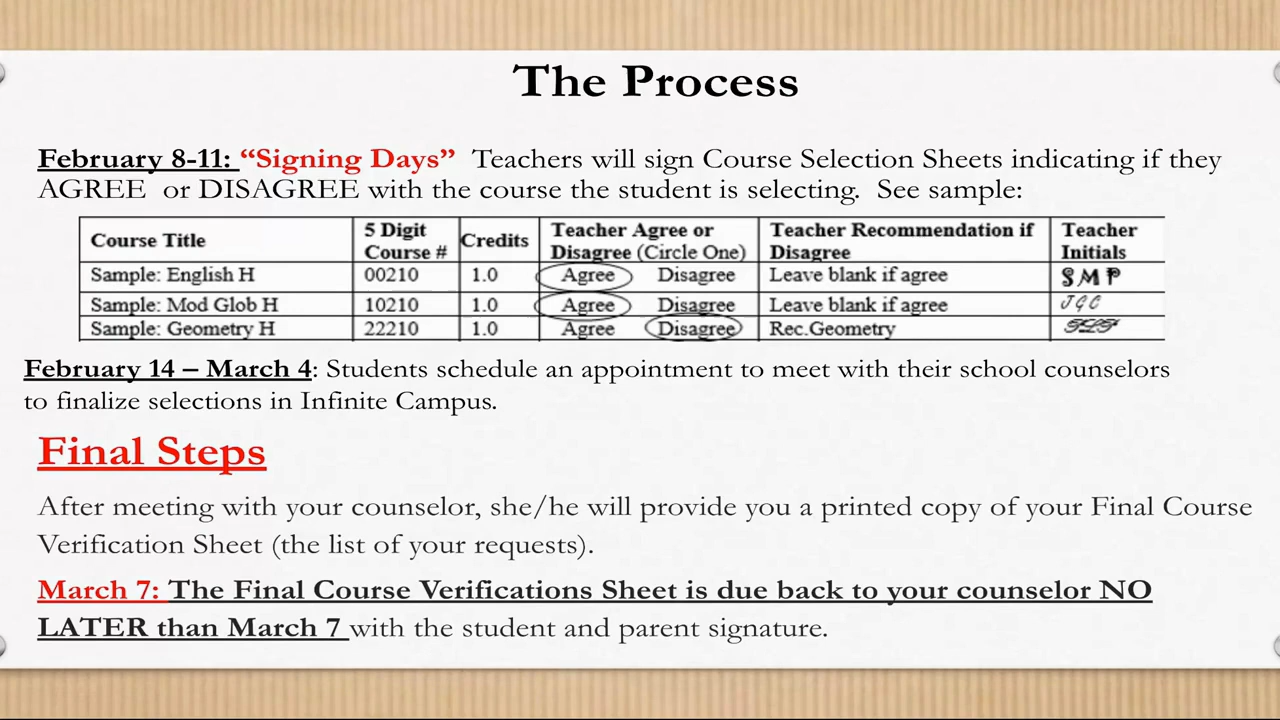 The Process
February 8-11: “Signing Days” Teachers will sign Course Selection Sheets indicating if they
AGREE or DISAGREE with the course the student is selecting. See sample:
Course Title 5 Digit Course # Credits Teacher Agree or Disagree (Circle One) Teacher Recommendation if Disagree Teacher Initials
Sample: English H 00210 1.0 Agree Disagree Leave blank if agree SMP
Sample: Mod Glob H 10210 1.0 Agree Disagree Leave blank if agree JGC
Sample: Geometry H 22210 1.0 Agree Disagree Rec.Geometry
February 14 – March 4: Students schedule an appointment to meet with their school counselors
to finalize selections in Infinite Campus.
Final Steps
After meeting with your counselor, she/he will provide you a printed copy of your Final Course
Verification Sheet (the list of your requests).
March 7: The Final Course Verifications Sheet is due back to your counselor NO
LATER than March 7 with the student and parent signature.